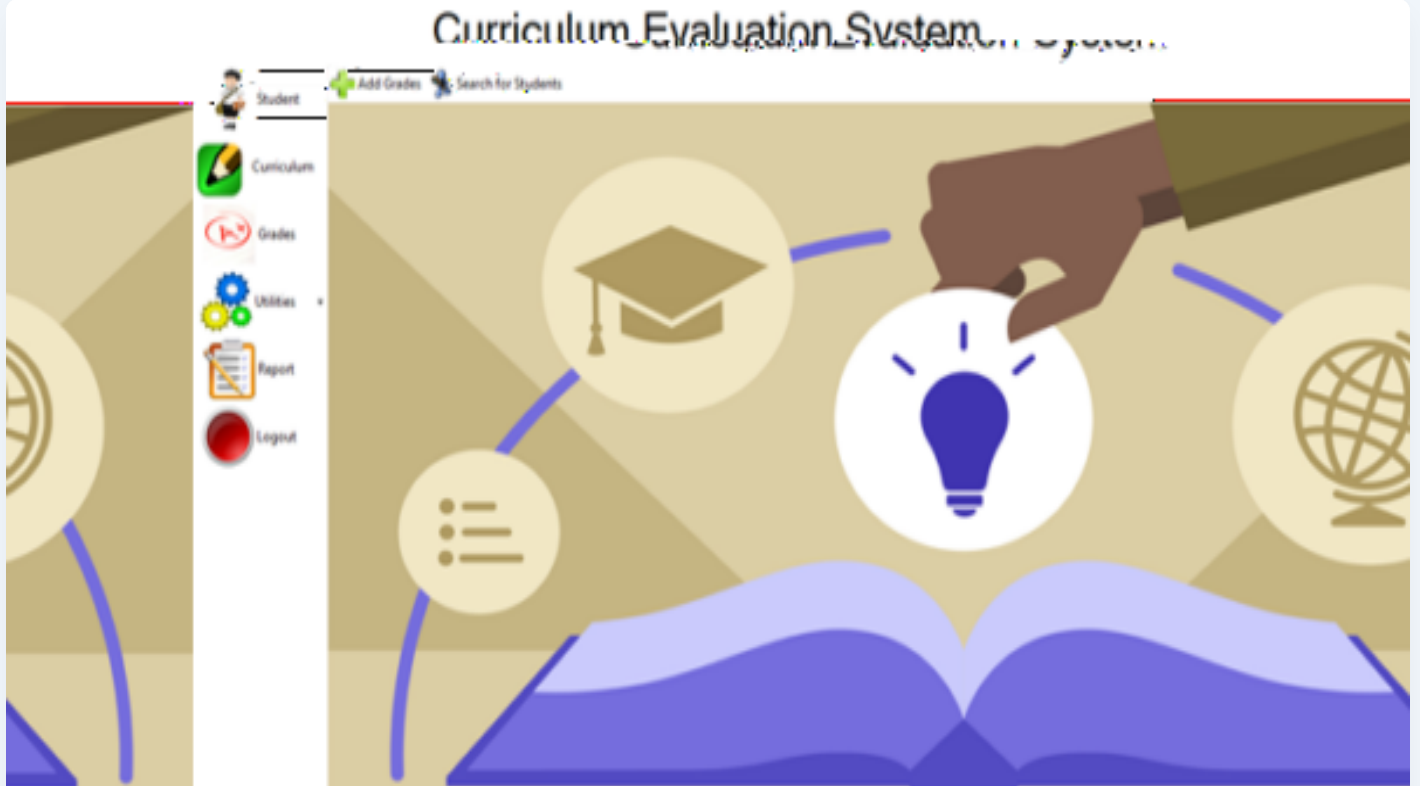 Curriculum Evaluation System
Student
Add Grades
Search for Students
Curriculum
Grades
Utilities
Report
Logout